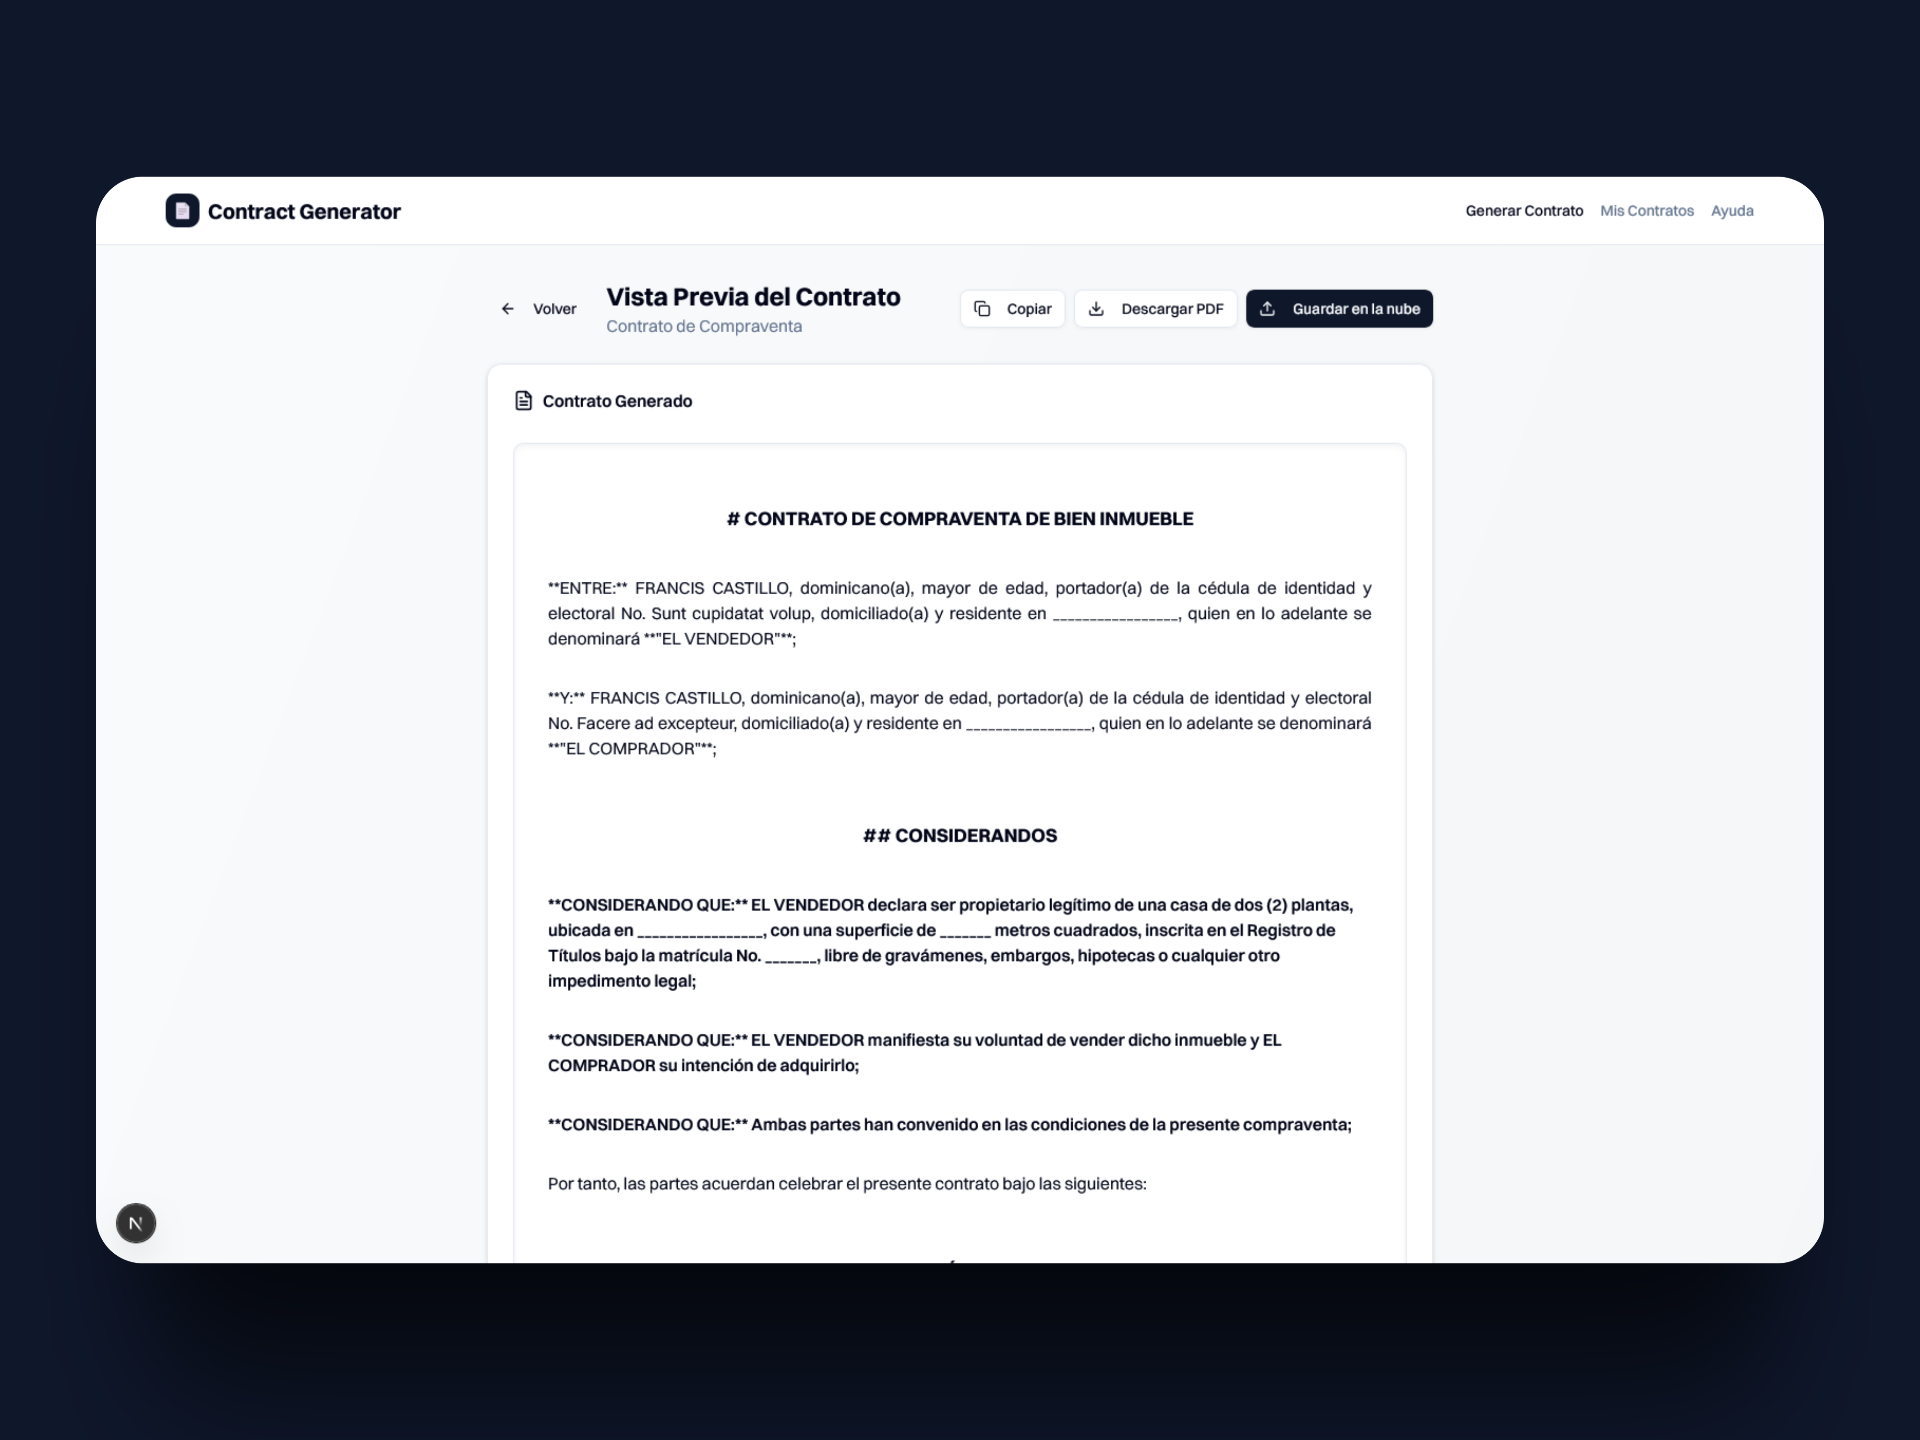 Contract Generator
Generar Contrato
Mis Contratos
Ayuda
Volver
Vista Previa del Contrato
Contrato de Compraventa
Copiar
Descargar PDF
Guardar en la nube
Contrato Generado
# CONTRATO DE COMPRAVENTA DE BIEN INMUEBLE
**ENTRE:** FRANCIS CASTILLO, dominicano(a), mayor de edad, portador(a) de la cédula de identidad y
electoral No. Sunt cupidatat volup, domiciliado(a) y residente en _________________, quien en lo adelante se
denominará **"EL VENDEDOR"**;
**Y:** FRANCIS CASTILLO, dominicano(a), mayor de edad, portador(a) de la cédula de identidad y electoral
No. Facere ad excepteur, domiciliado(a) y residente en _________________, quien en lo adelante se denominará
**"EL COMPRADOR"**;
## CONSIDERANDOS
**CONSIDERANDO QUE:** EL VENDEDOR declara ser propietario legítimo de una casa de dos (2) plantas,
ubicada en _________________, con una superficie de _______ metros cuadrados, inscrita en el Registro de
Títulos bajo la matrícula No. _______, libre de gravámenes, embargos, hipotecas o cualquier otro
impedimento legal;
**CONSIDERANDO QUE:** EL VENDEDOR manifiesta su voluntad de vender dicho inmueble y EL
COMPRADOR su intención de adquirirlo;
**CONSIDERANDO QUE:** Ambas partes han convenido en las condiciones de la presente compraventa;
Por tanto, las partes acuerdan celebrar el presente contrato bajo las siguientes:
N